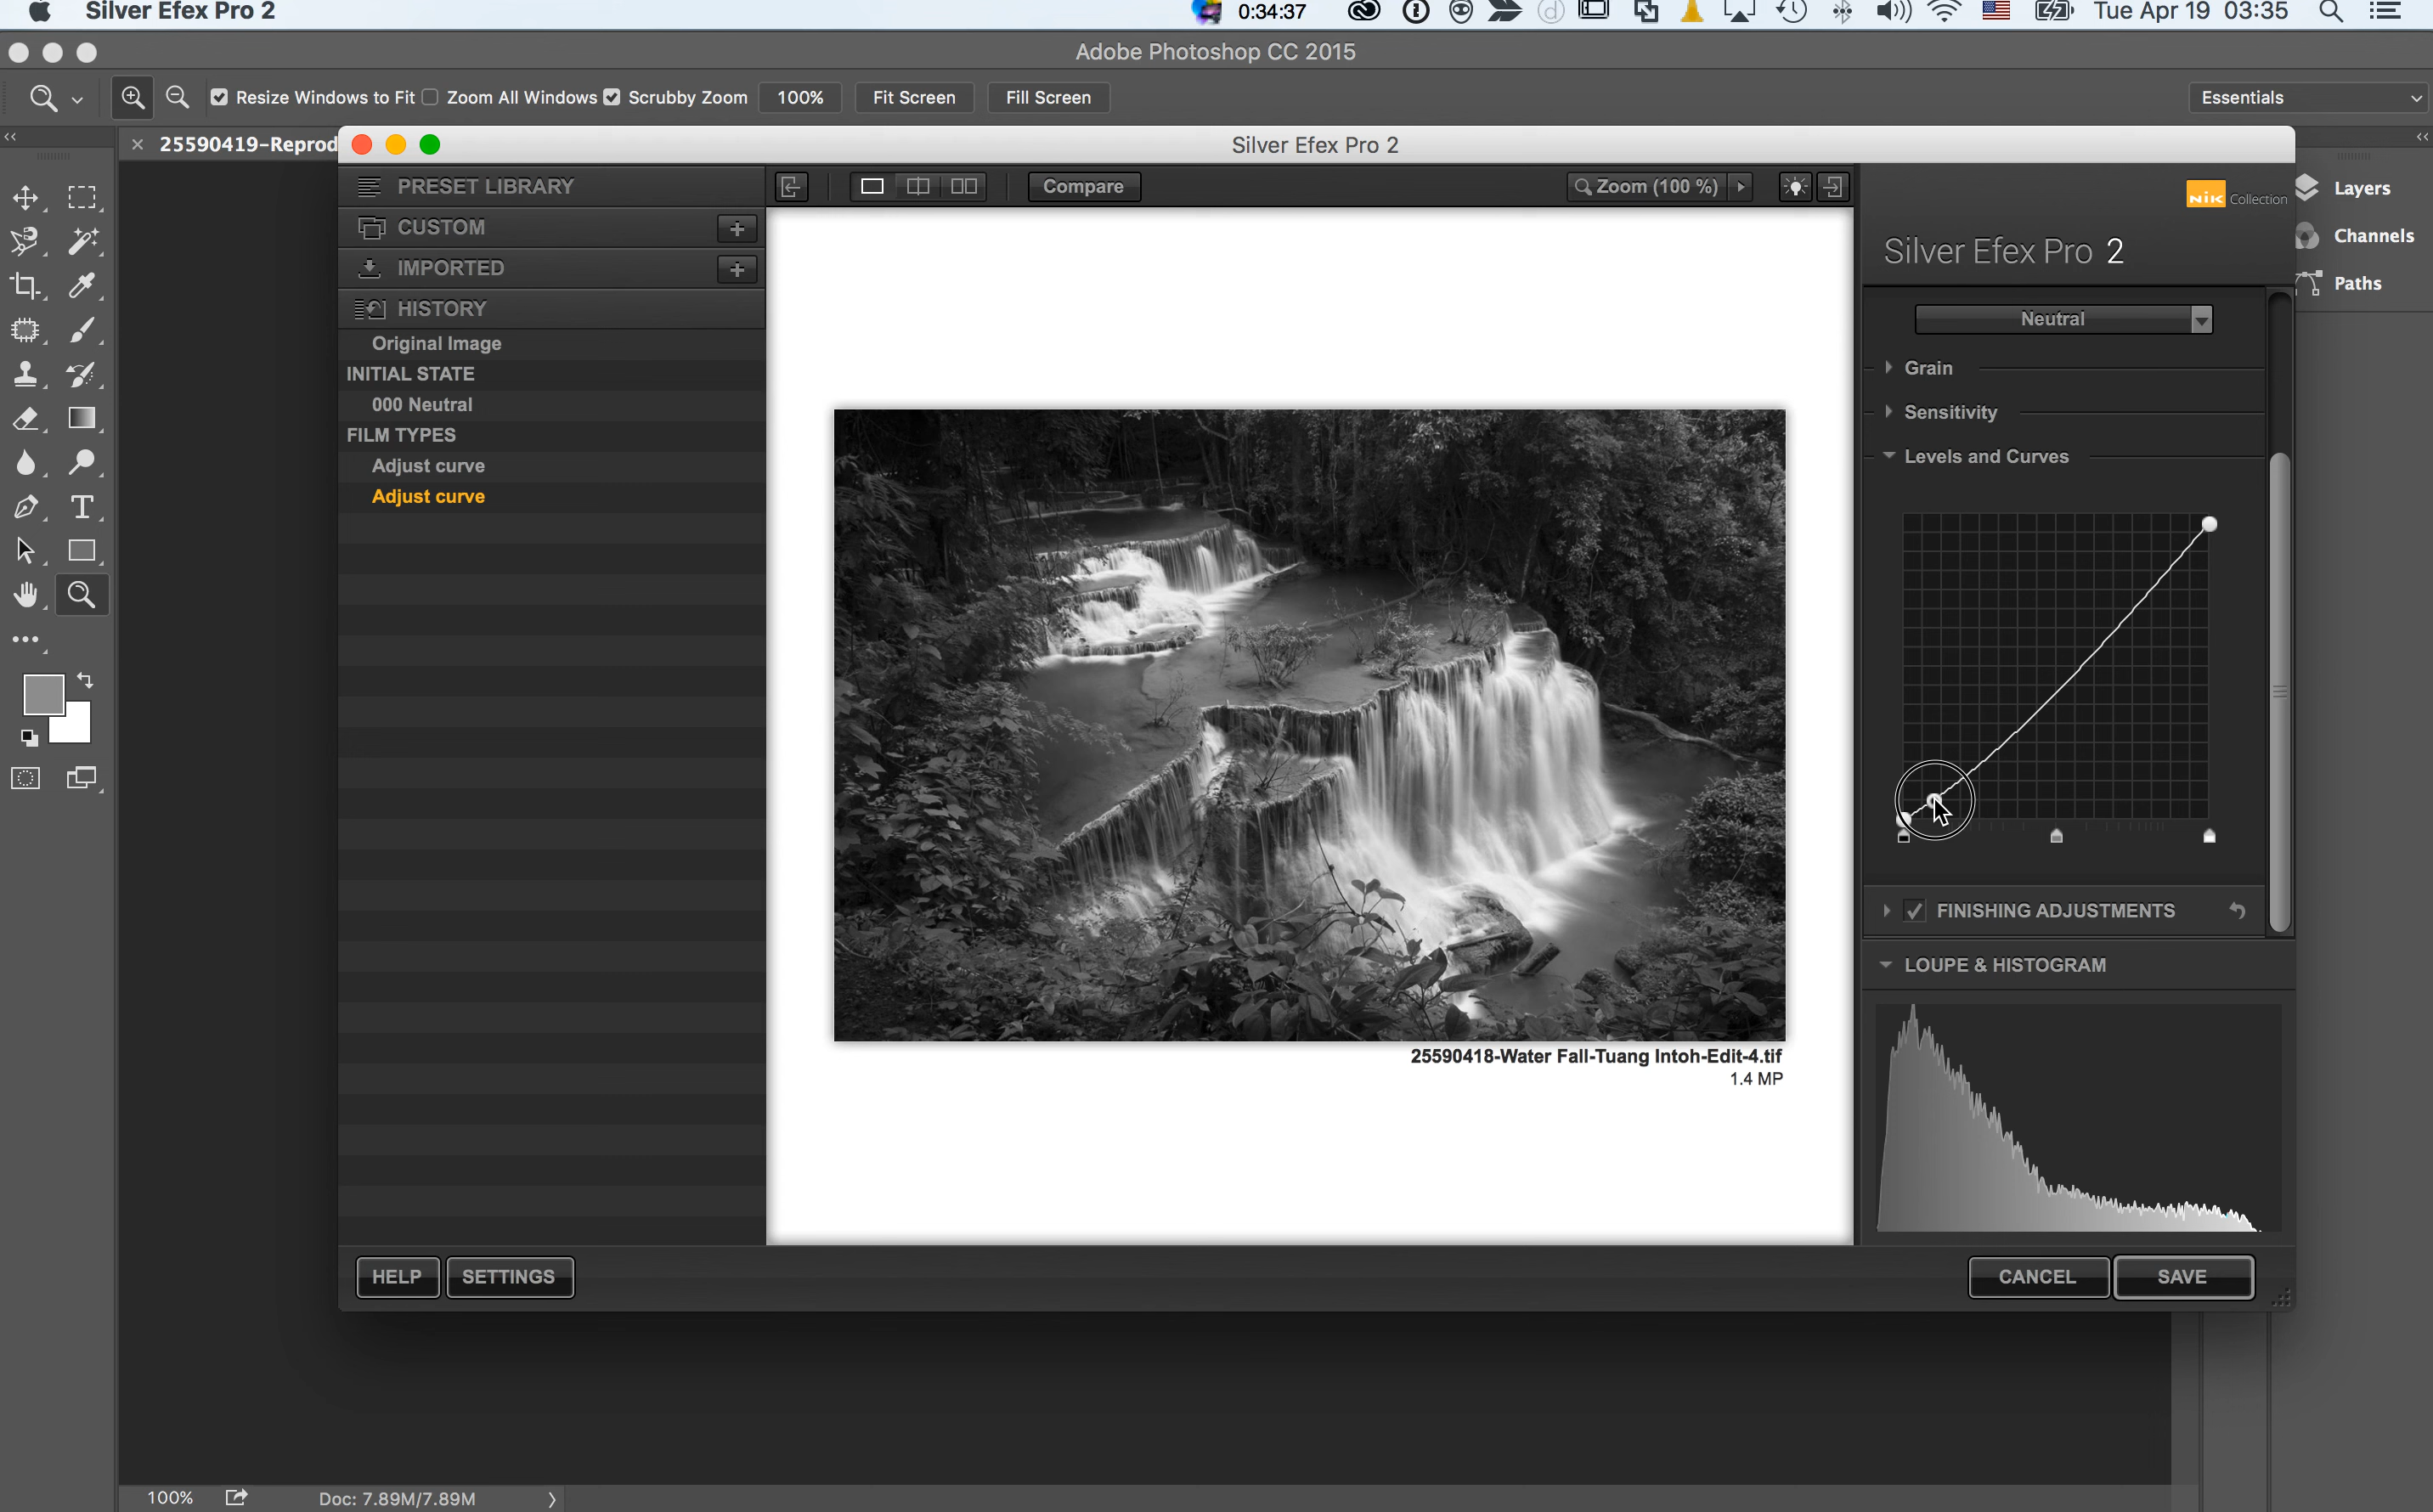 Silver Efex Pro 2
0:34:37
Tue Apr 19 03:35
Adobe Photoshop CC 2015
Resize Windows to Fit
Zoom All Windows
Scrubby Zoom
100%
Fit Screen
Fill Screen
Essentials
25590419-Reprod
Silver Efex Pro 2
PRESET LIBRARY
Compare
Zoom (100 %)
CUSTOM
IMPORTED
HISTORY
Original Image
INITIAL STATE
000 Neutral
FILM TYPES
Adjust curve
Adjust curve
25590418-Water Fall-Tuang Intoh-Edit-4.tif
1.4 MP
Nik Collection
Silver Efex Pro 2
Neutral
Grain
Sensitivity
Levels and Curves
FINISHING ADJUSTMENTS
LOUPE & HISTOGRAM
Layers
Channels
Paths
HELP
SETTINGS
CANCEL
SAVE
100%
Doc: 7.89M/7.89M